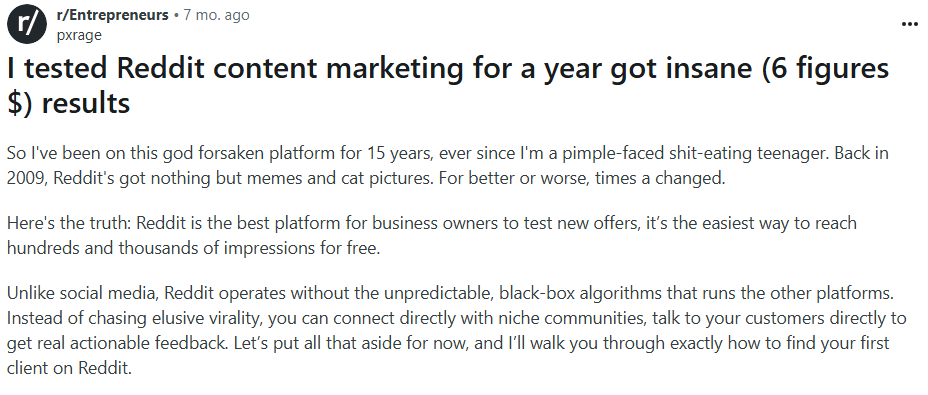 r/
r/Entrepreneurs • 7 mo. ago
pxrage
I tested Reddit content marketing for a year got insane (6 figures
$) results
So I've been on this god forsaken platform for 15 years, ever since I'm a pimple-faced shit-eating teenager. Back in
2009, Reddit's got nothing but memes and cat pictures. For better or worse, times a changed.
Here's the truth: Reddit is the best platform for business owners to test new offers, it’s the easiest way to reach
hundreds and thousands of impressions for free.
Unlike social media, Reddit operates without the unpredictable, black-box algorithms that runs the other platforms.
Instead of chasing elusive virality, you can connect directly with niche communities, talk to your customers directly to
get real actionable feedback. Let’s put all that aside for now, and I’ll walk you through exactly how to find your first
client on Reddit.